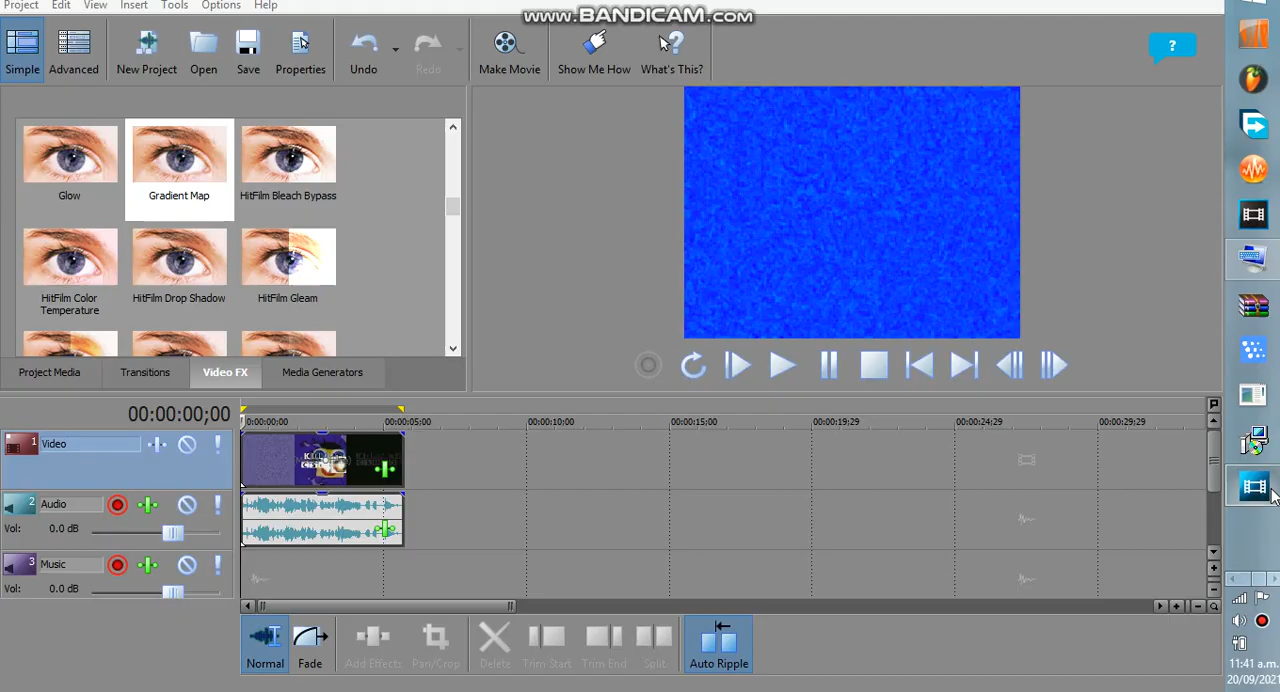 Project Edit View Insert Tools Options Help
www.BANDICAM.com
Simple Advanced New Project Open Save Properties Undo Redo Make Movie Show Me How What's This?
?
Glow Gradient Map HitFilm Bleach Bypass
HitFilm Color Temperature HitFilm Drop Shadow HitFilm Gleam
Project Media Transitions Video FX Media Generators
00:00:00;00
0:00:00:00 00:00:05;00 00:00:10;00 00:00:15;00 00:00:19;29 00:00:24;29 00:00:29;29
1 Video
2 Audio
Vol: 0.0 dB
3 Music
Vol: 0.0 dB
Normal Fade Add Effects Pan/Crop Delete Trim Start Trim End Split Auto Ripple
11:41 a.m.